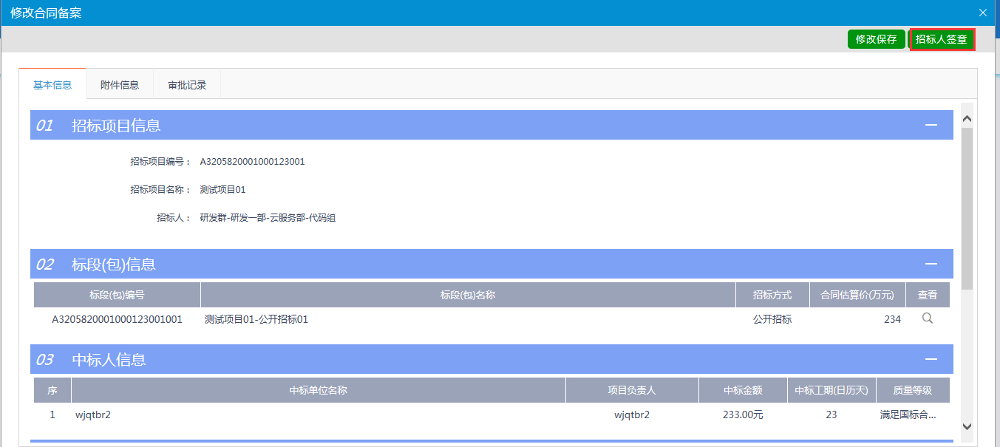 修改合同备案
修改保存 招标人签章
基本信息 附件信息 审批记录
01 招标项目信息
招标项目编号： A3205820001000123001
招标项目名称： 测试项目01
招标人： 研发群-研发一部-云服务部-代码组
02 标段(包)信息
标段(包)编号 标段(包)名称 招标方式 合同估算价(万元) 查看
A3205820001000123001001 测试项目01-公开招标01 公开招标 234
03 中标人信息
序 中标单位名称 项目负责人 中标金额 中标工期(日历天) 质量等级
1 wjqtbr2 wjqtbr2 233.00元 23 满足国标合...